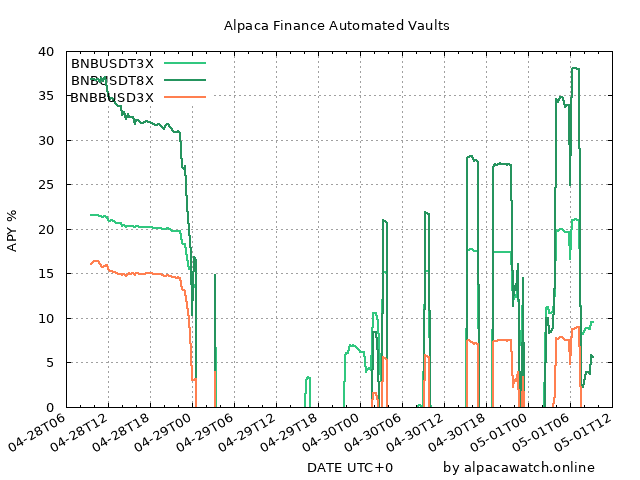 Alpaca Finance Automated Vaults
APY %
40
35
30
25
20
15
10
5
0
BNBUSDT3X
BNBUSDT8X
BNBBUSD3X
04-28T06
04-28T12
04-28T18
04-29T00
04-29T06
04-29T12
04-29T18
04-30T00
04-30T06
04-30T12
04-30T18
05-01T00
05-01T06
05-01T12
DATE UTC+0
by alpacawatch.online